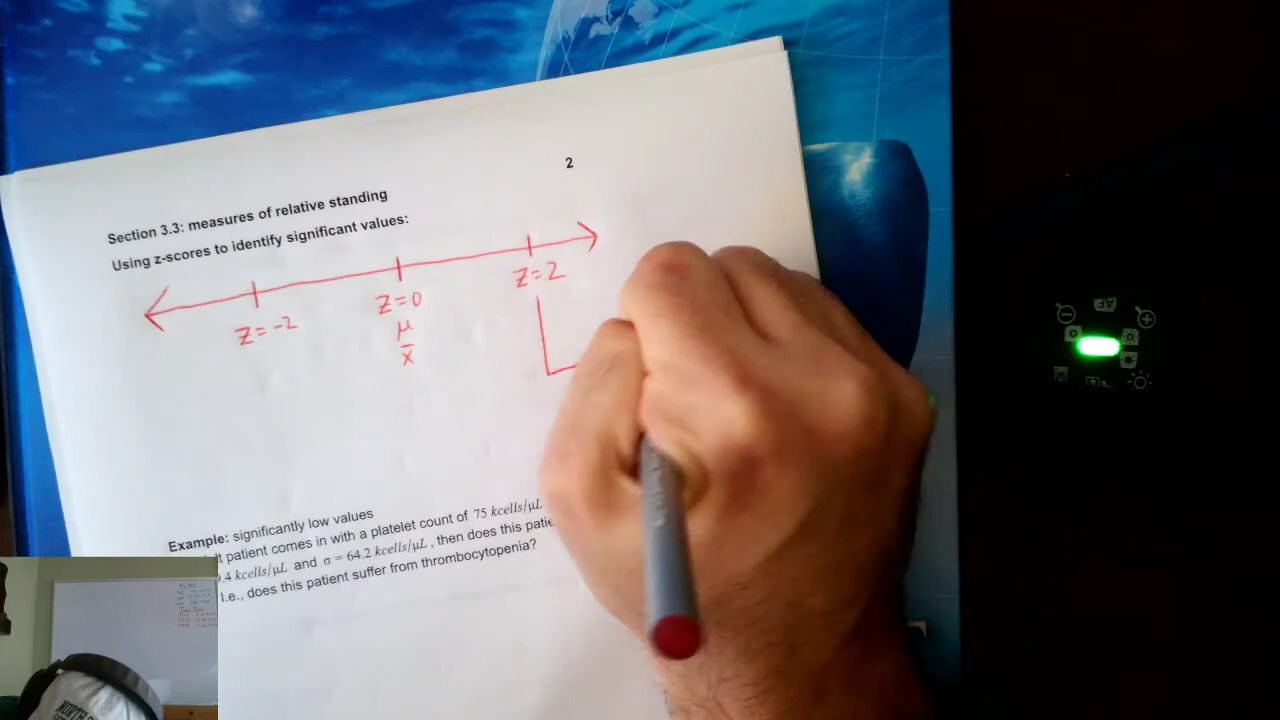 2
Section 3.3: measures of relative standing
Using z-scores to identify significant values:
z=-2
z=0
z=2
μ
x̄
Example: significantly low values
patient comes in with a platelet count of 75 kcells/μL
.4 kcells/μL and σ = 64.2 kcells/μL, then does this
I.e., does this patient suffer from thrombocytopenia?
AF
NORTH